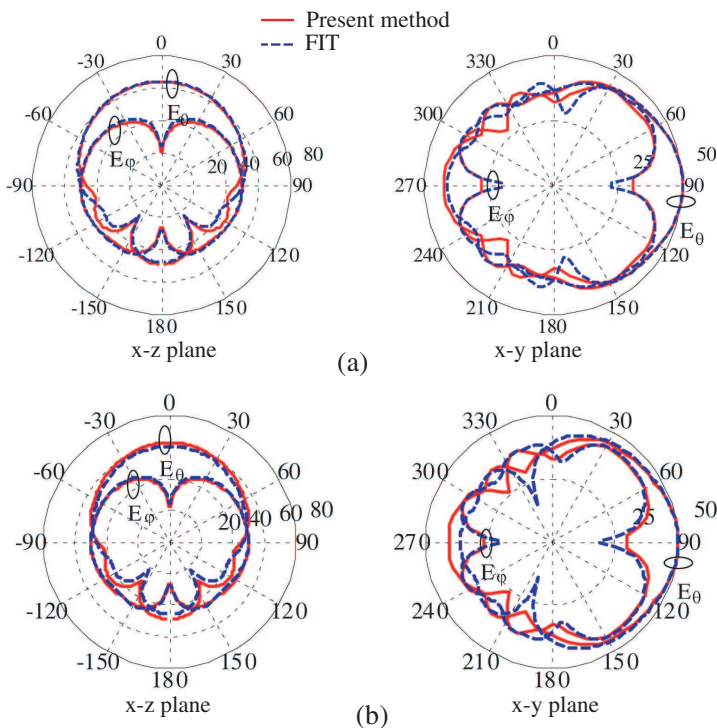 Present method
FIT
0
30
60
90
120
150
180
-150
-120
-90
-60
-30
20 40 60 80
E_θ
E_φ
x-z plane
0
30
60
90
120
150
180
210
240
270
300
330
25 50
E_φ
E_θ
x-y plane
(a)
0
30
60
90
120
150
180
-150
-120
-90
-60
-30
20 40 60 80
E_θ
E_φ
x-z plane
0
30
60
90
120
150
180
210
240
270
300
330
25 50
E_φ
E_θ
x-y plane
(b)